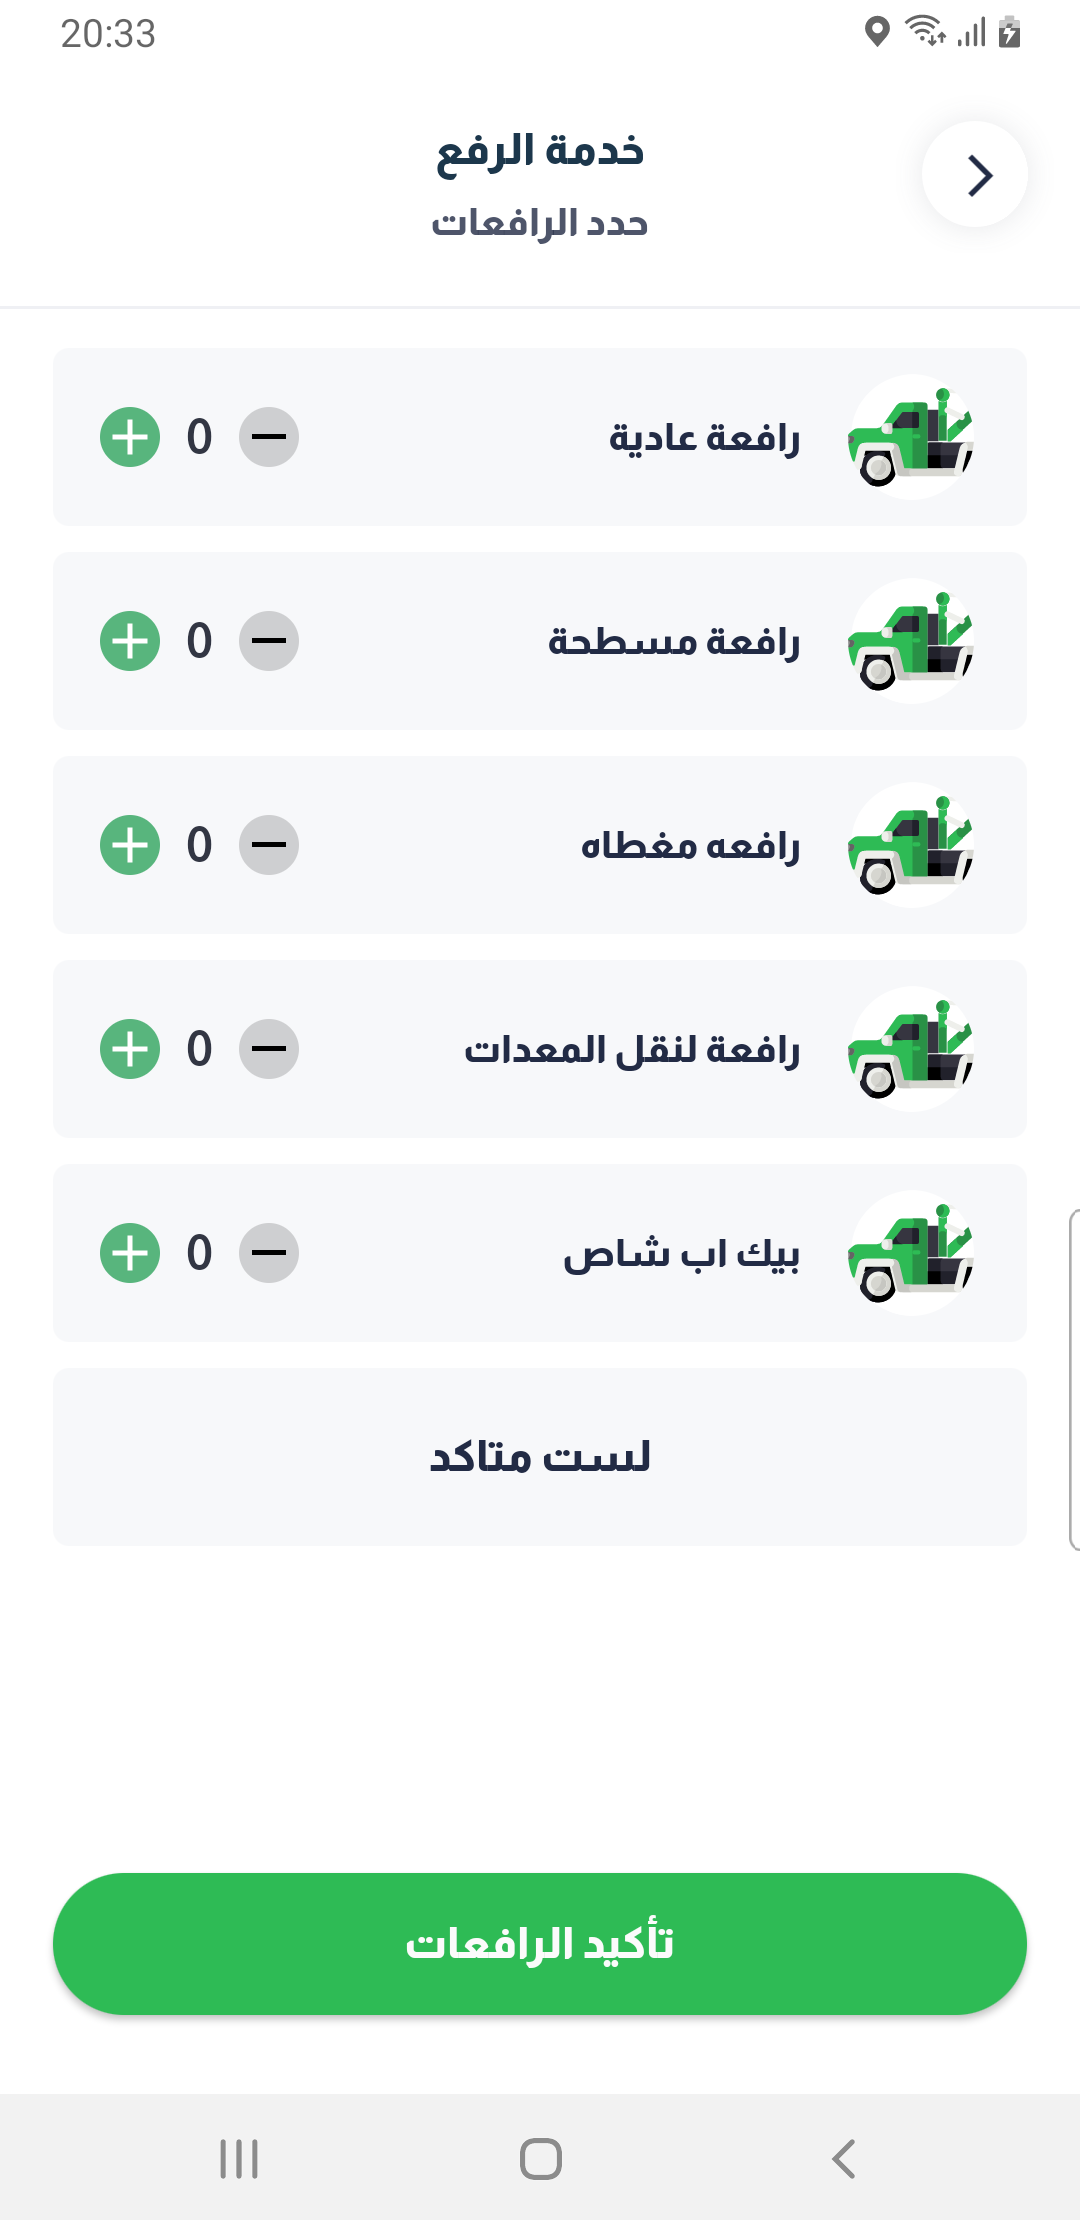 20:33
خدمة الرفع
حدد الرافعات
رافعة عادية
0
رافعة مسطحة
0
رافعه مغطاه
0
رافعة لنقل المعدات
0
بيك اب شاص
0
لست متاكد
تأكيد الرافعات